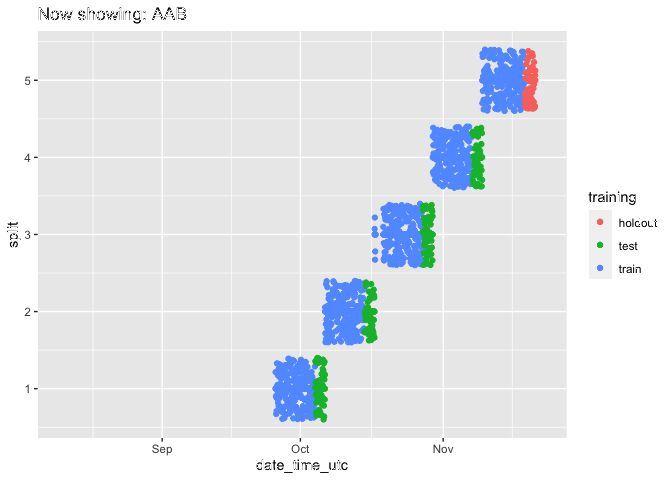 Now showing: AAB
5
4
3
2
1
split
Sep
Oct
Nov
date_time_utc
training
holdout
test
train